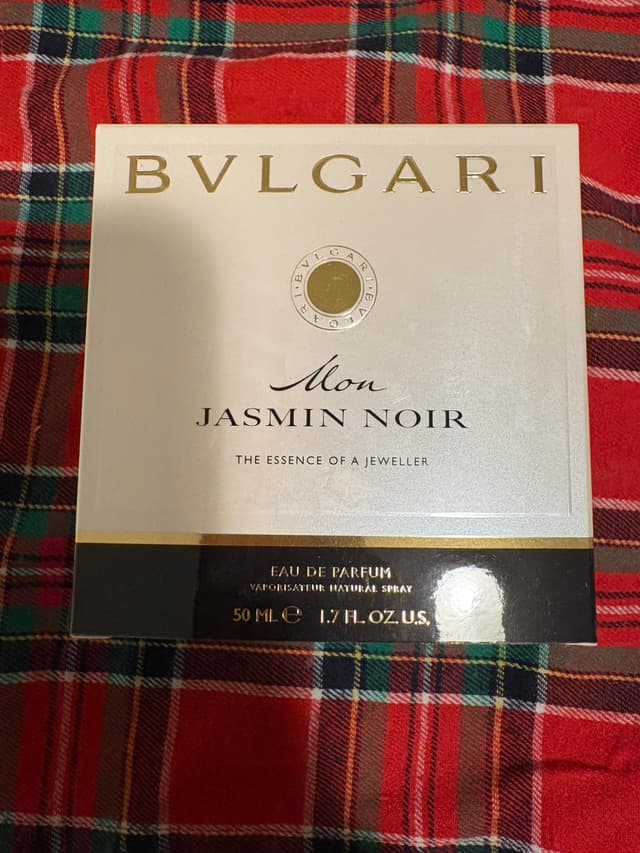 BVLGARI
BVLGARI · BVLGARI ·
Mon
JASMIN NOIR
THE ESSENCE OF A JEWELLER
EAU DE PARFUM
VAPORISATEUR NATURAL SPRAY
50 ML ℮ 1.7 FL. OZ. U.S.